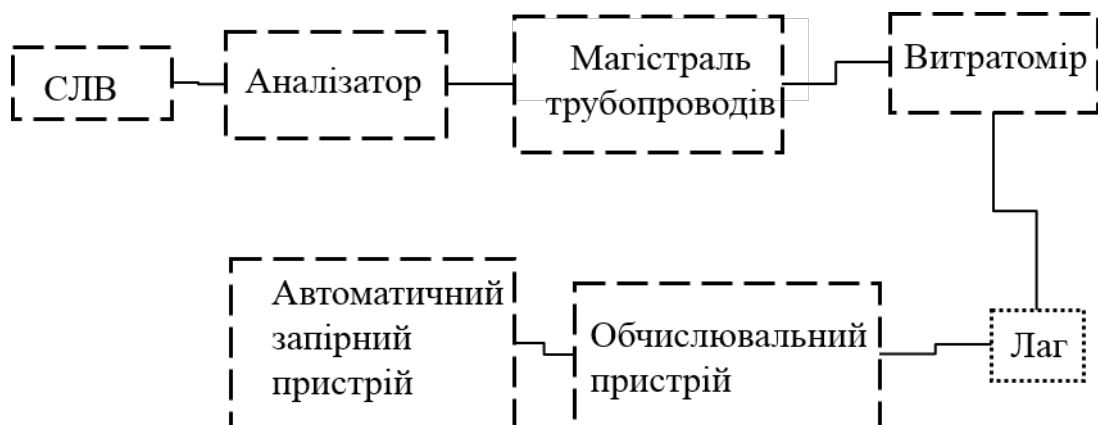 СЛВ
Аналізатор
Магістраль
трубопроводів
Витратомір
Автоматичний
запірний
пристрій
Обчислювальний
пристрій
Лаг